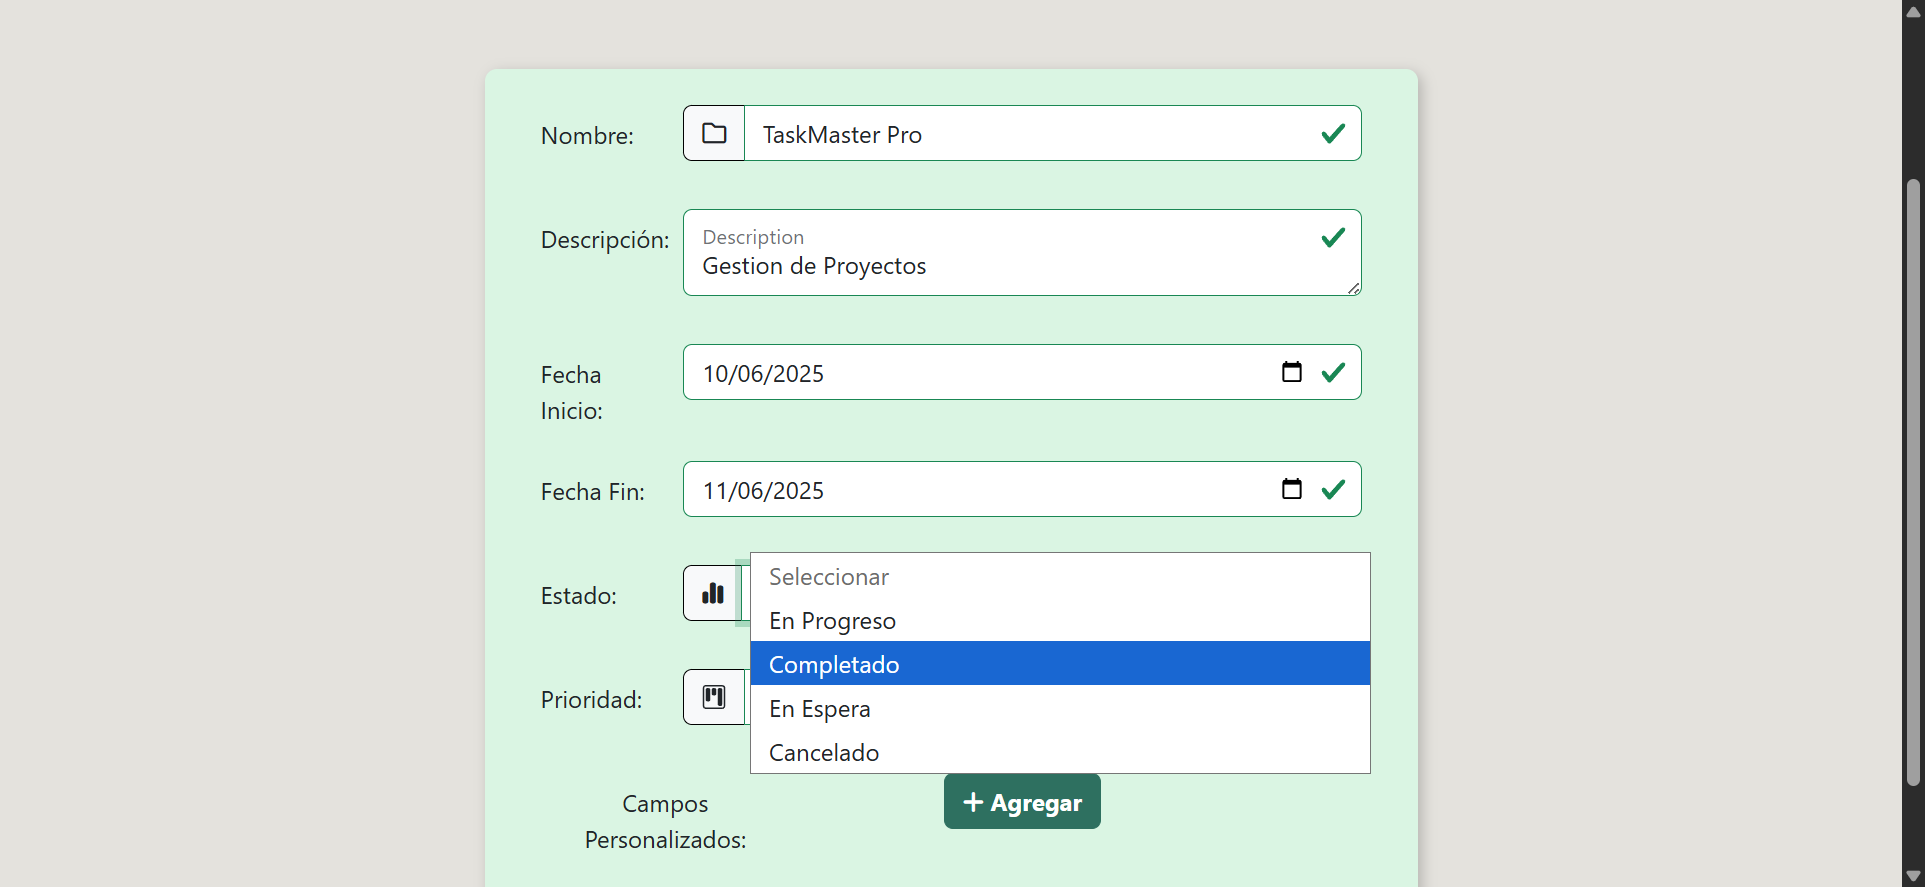 Nombre:
TaskMaster Pro
Descripción:
Description
Gestion de Proyectos
Fecha
Inicio:
10/06/2025
Fecha Fin:
11/06/2025
Estado:
Seleccionar
En Progreso
Completado
En Espera
Cancelado
Prioridad:
Campos
Personalizados:
+ Agregar